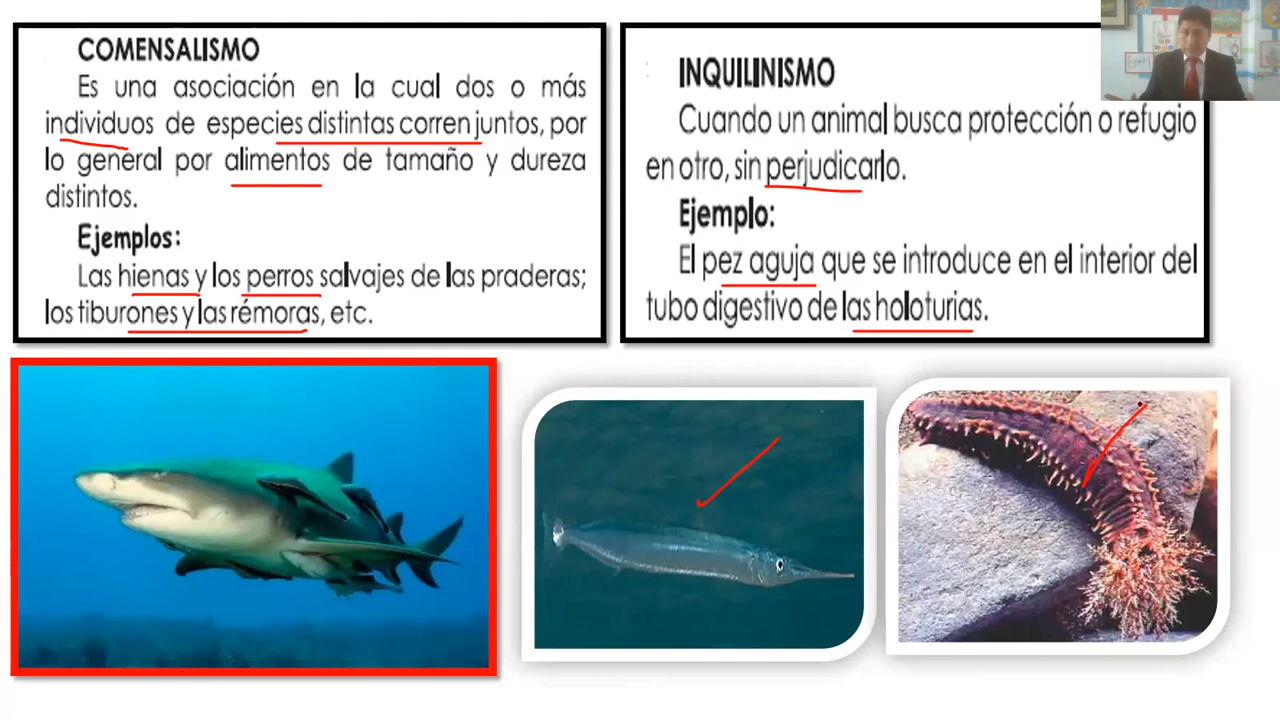 COMENSALISMO
Es una asociación en la cual dos o más
individuos de especies distintas corren juntos, por
lo general por alimentos de tamaño y dureza
distintos.
Ejemplos:
Las hienas y los perros salvajes de las praderas;
los tiburones y las rémoras, etc.
INQUILINISMO
Cuando un animal busca protección o refugio
en otro, sin perjudicarlo.
Ejemplo:
El pez aguja que se introduce en el interior del
tubo digestivo de las holoturias.